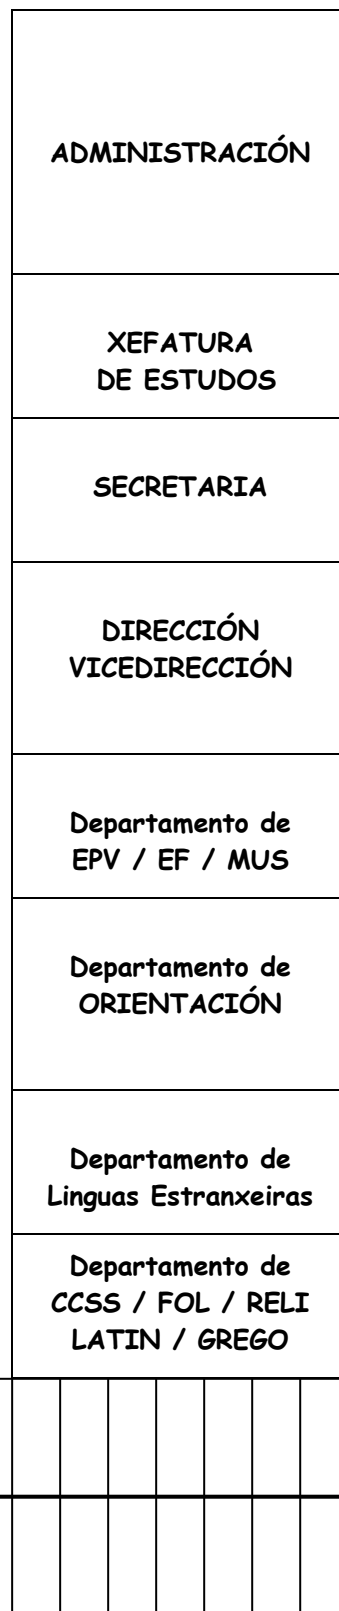 ADMINISTRACIÓN
XEFATURA
DE ESTUDOS
SECRETARIA
DIRECCIÓN
VICEDIRECCIÓN
Departamento de
EPV / EF / MUS
Departamento de
ORIENTACIÓN
Departamento de
Linguas Estranxeiras
Departamento de
CCSS / FOL / RELI
LATIN / GREGO